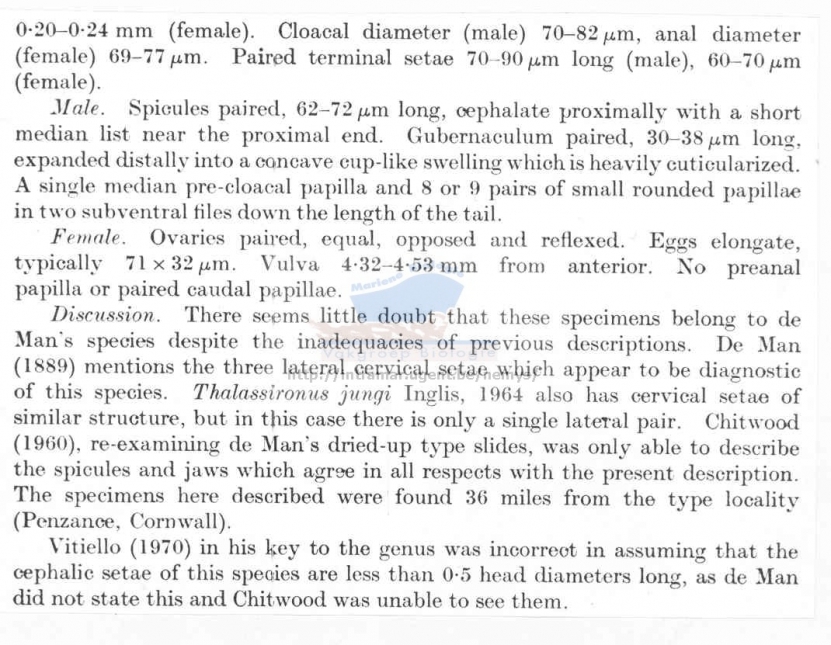 0·20–0·24 mm (female). Cloacal diameter (male) 70–82 μm, anal diameter
(female) 69–77 μm. Paired terminal setae 70–90 μm long (male), 60–70 μm
(female).
Male. Spicules paired, 62–72 μm long, cephalate proximally with a short
median list near the proximal end. Gubernaculum paired, 30–38 μm long,
expanded distally into a concave cup-like swelling which is heavily cuticularized.
A single median pre-cloacal papilla and 8 or 9 pairs of small rounded papillae
in two subventral files down the length of the tail.
Female. Ovaries paired, equal, opposed and reflexed. Eggs elongate,
typically 71 × 32 μm. Vulva 4·32–4·53 mm from anterior. No preanal
papilla or paired caudal papillae.
Discussion. There seems little doubt that these specimens belong to de
Man's species despite the inadequacies of previous descriptions. De Man
Vakgroep Biologie
(1889) mentions the three lateral cervical setae which appear to be diagnostic
of this species. Thalassironus jungi Inglis, 1964 also has cervical setae of
similar structure, but in this case there is only a single lateral pair. Chitwood
(1960), re-examining de Man's dried-up type slides, was only able to describe
the spicules and jaws which agree in all respects with the present description.
The specimens here described were found 36 miles from the type locality
(Penzance, Cornwall).
Vitiello (1970) in his key to the genus was incorrect in assuming that the
cephalic setae of this species are less than 0·5 head diameters long, as de Man
did not state this and Chitwood was unable to see them.